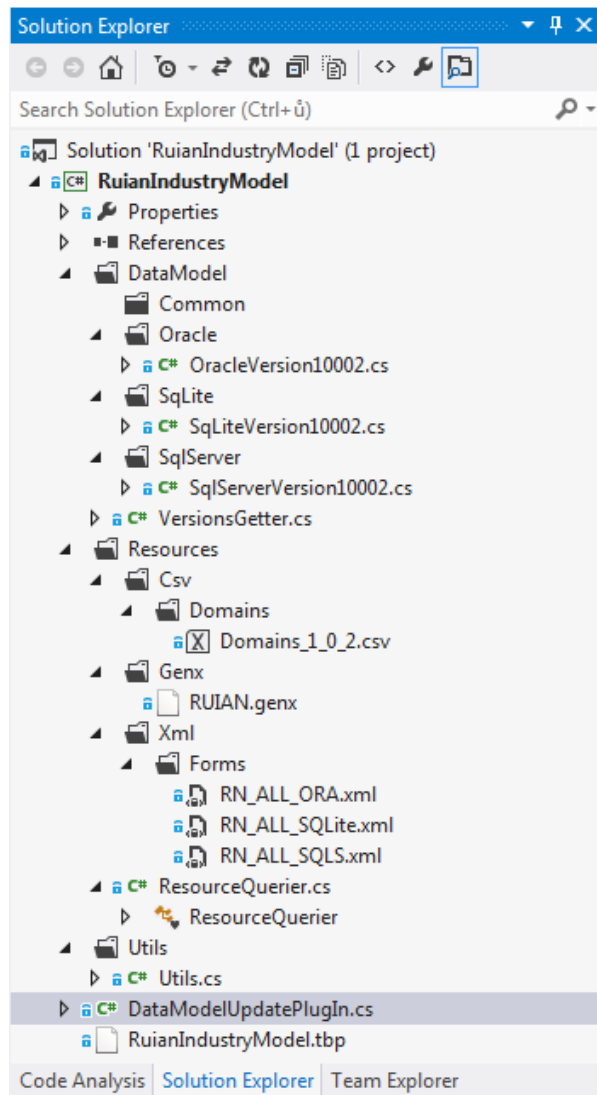 Solution Explorer
Search Solution Explorer (Ctrl+ů)
Solution 'RuianIndustryModel' (1 project)
C# RuianIndustryModel
Properties
References
DataModel
Common
Oracle
C# OracleVersion10002.cs
SqLite
C# SqLiteVersion10002.cs
SqlServer
C# SqlServerVersion10002.cs
C# VersionsGetter.cs
Resources
Csv
Domains
Domains_1_0_2.csv
Genx
RUIAN.genx
Xml
Forms
RN_ALL_ORA.xml
RN_ALL_SQLite.xml
RN_ALL_SQLS.xml
C# ResourceQuerier.cs
ResourceQuerier
Utils
C# Utils.cs
C# DataModelUpdatePlugIn.cs
RuianIndustryModel.tbp
Code Analysis Solution Explorer Team Explorer